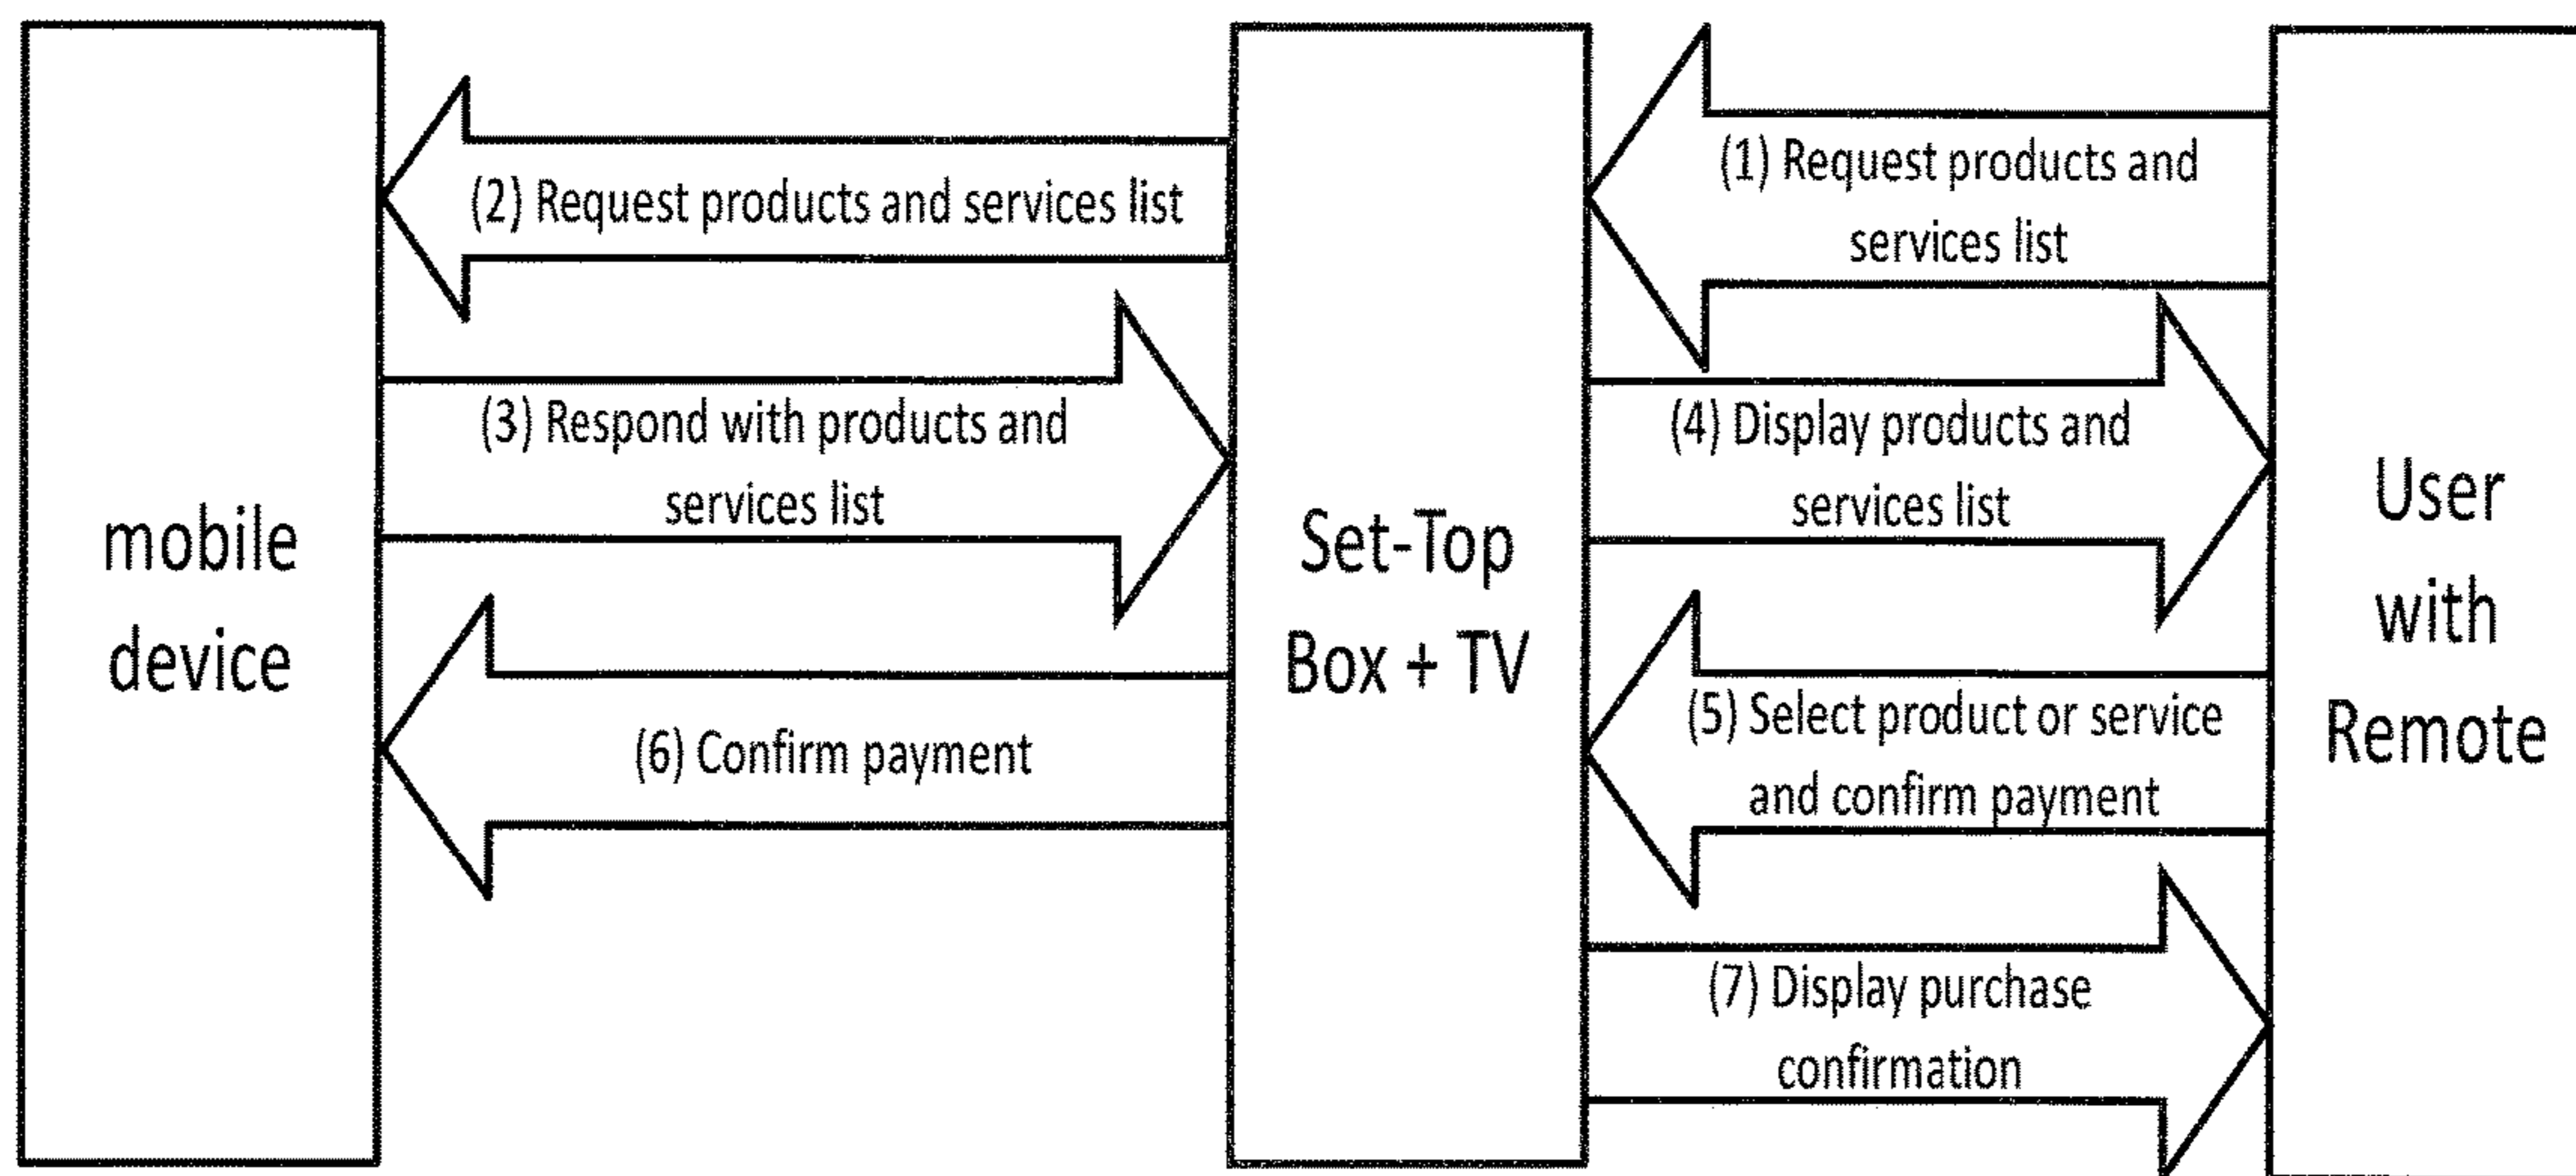 mobile
device
(2) Request products and services list
(3) Respond with products and
services list
(6) Confirm payment
Set-Top
Box + TV
(1) Request products and
services list
(4) Display products and
services list
(5) Select product or service
and confirm payment
(7) Display purchase
confirmation
User
with
Remote